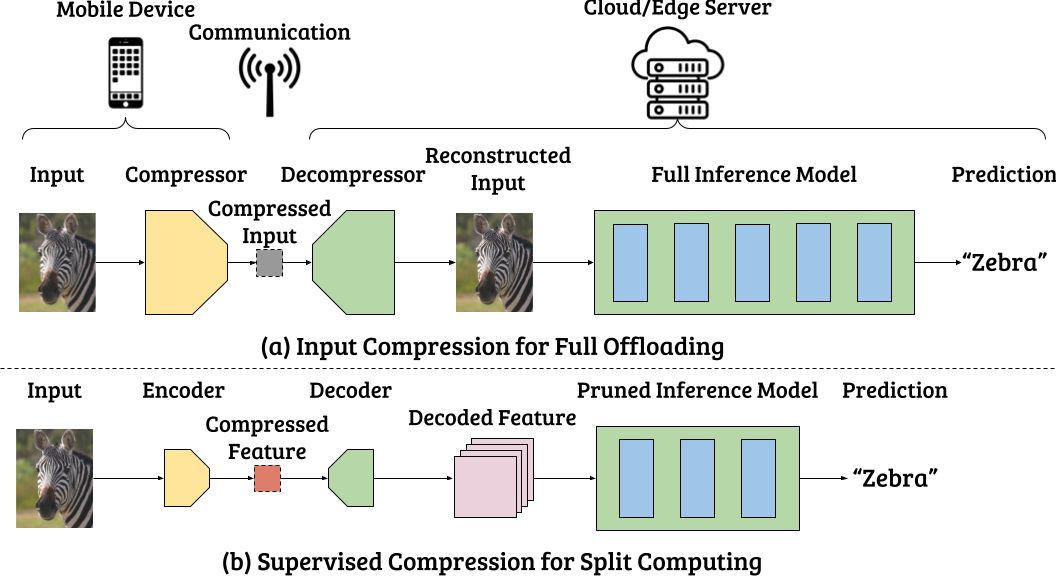 Mobile Device
Communication
Cloud/Edge Server
Input
Compressor
Decompressor
Reconstructed
Input
Full Inference Model
Prediction
Compressed
Input
“Zebra”
(a) Input Compression for Full Offloading
Input
Encoder
Decoder
Pruned Inference Model
Prediction
Compressed
Feature
Decoded Feature
“Zebra”
(b) Supervised Compression for Split Computing